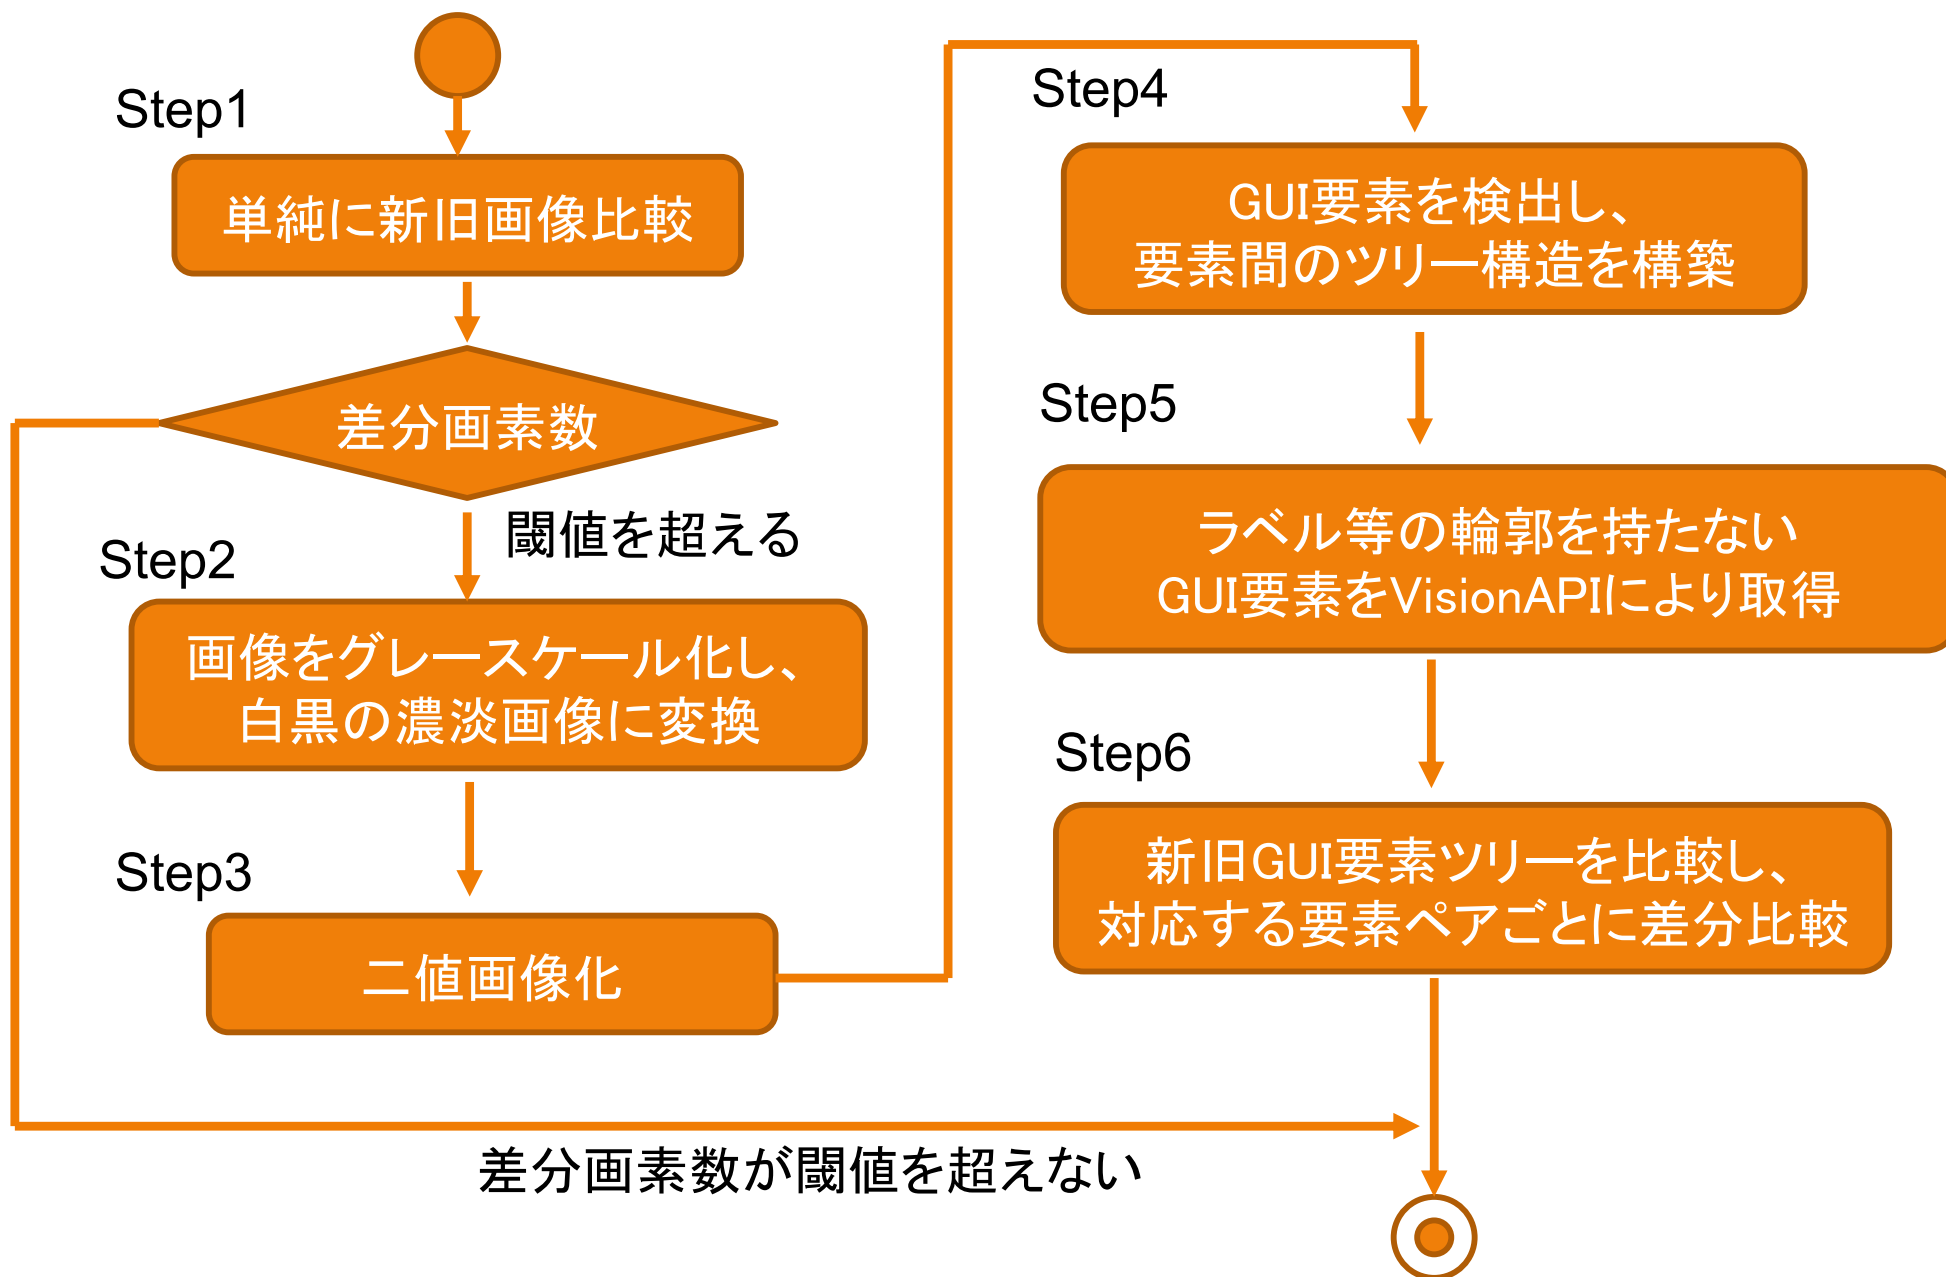 Step1
単純に新旧画像比較
差分画素数
閾値を超える
Step2
画像をグレースケール化し、
白黒の濃淡画像に変換
Step3
二値画像化
差分画素数が閾値を超えない
Step4
GUI要素を検出し、
要素間のツリー構造を構築
Step5
ラベル等の輪郭を持たない
GUI要素をVisionAPIにより取得
Step6
新旧GUI要素ツリーを比較し、
対応する要素ペアごとに差分比較